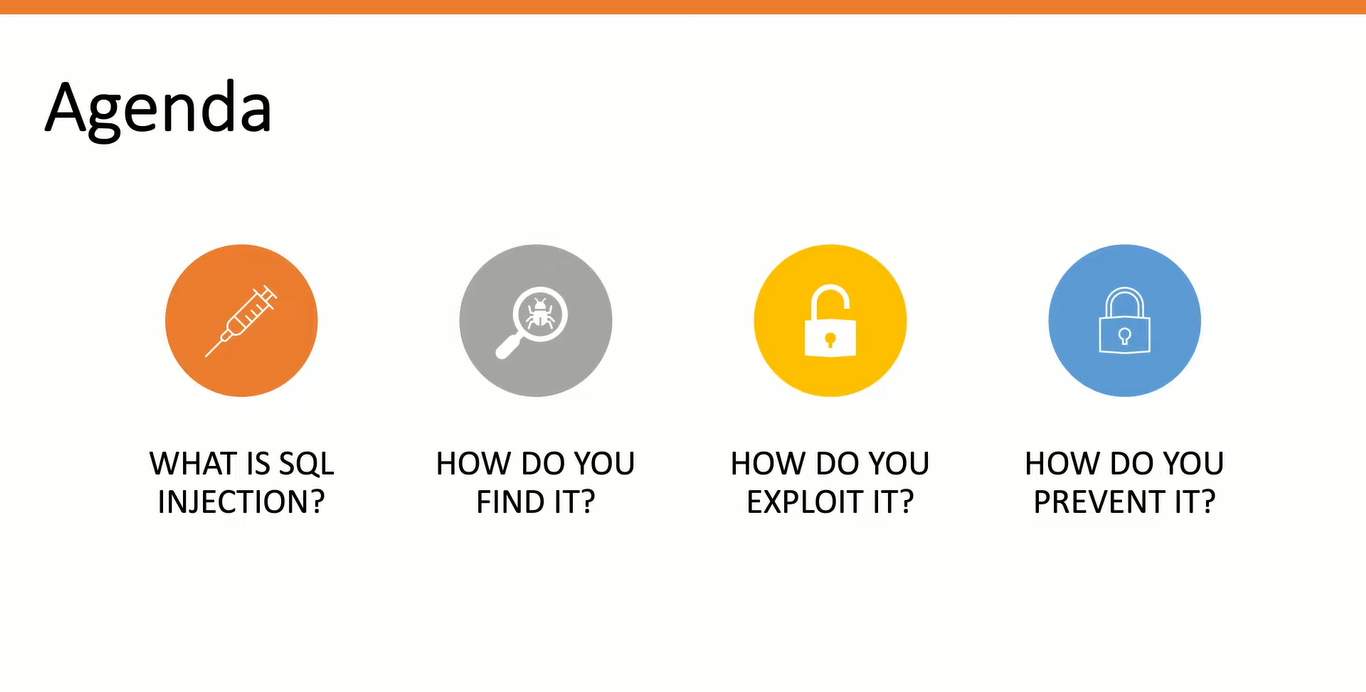 Agenda
WHAT IS SQL
INJECTION?
HOW DO YOU
FIND IT?
HOW DO YOU
EXPLOIT IT?
HOW DO YOU
PREVENT IT?